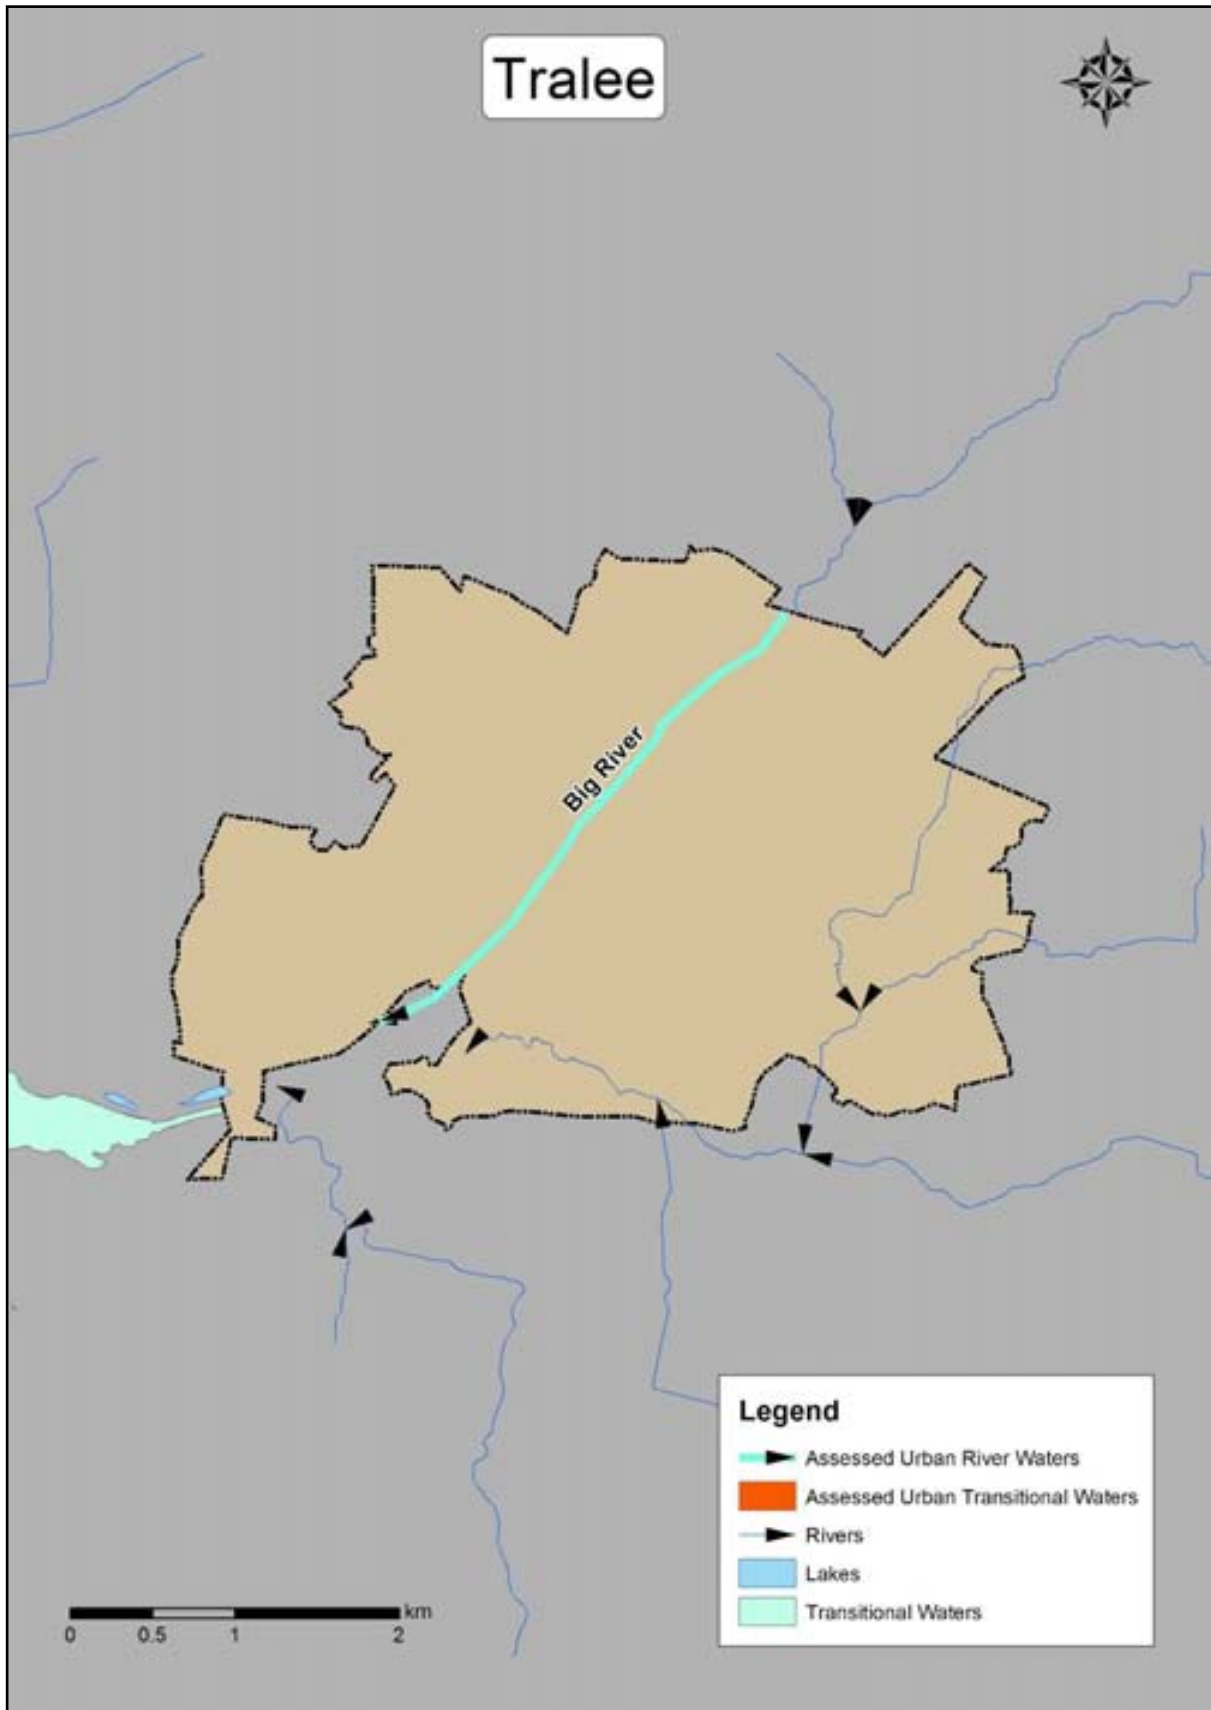 Tralee
Big River
Legend
Assessed Urban River Waters
Assessed Urban Transitional Waters
Rivers
Lakes
Transitional Waters
km
0 0.5 1 2